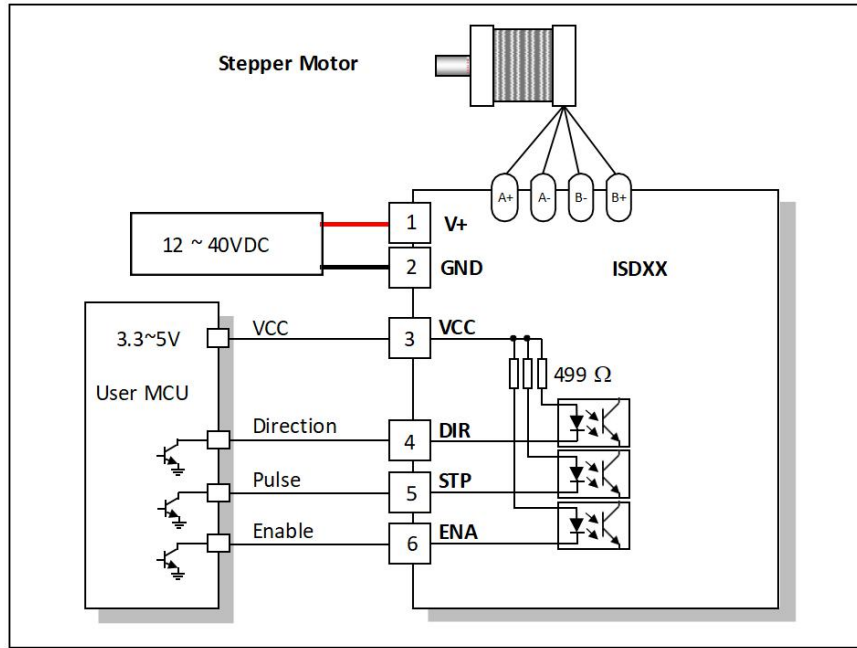 Stepper Motor
A+ A- B- B+
1 V+
12 ~ 40VDC
2 GND
ISDXX
3.3~5V
VCC
3 VCC
499 Ω
User MCU
Direction
4 DIR
Pulse
5 STP
Enable
6 ENA